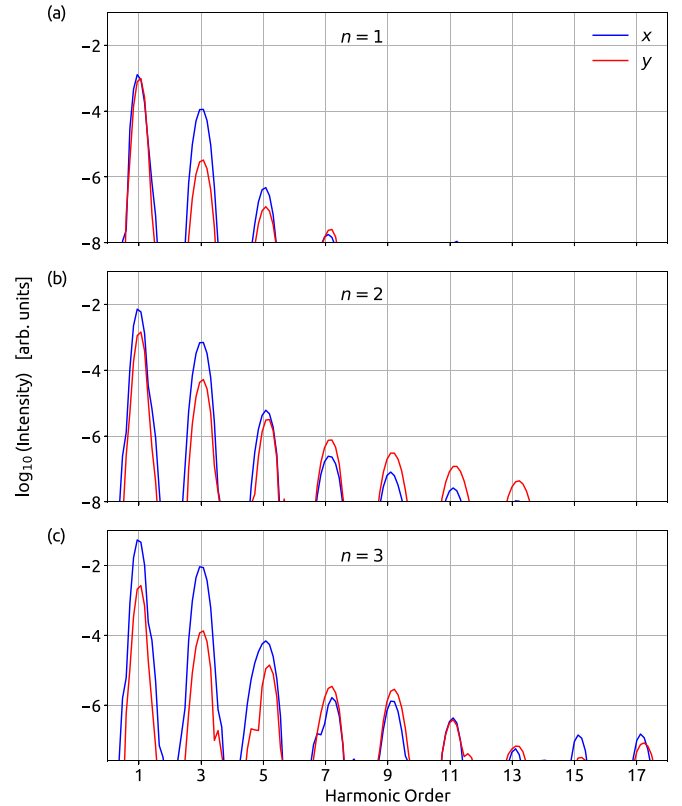 (a)
n = 1
x
y
−2
−4
−6
−8
(b)
n = 2
−2
−4
−6
−8
log10 (Intensity) [arb. units]
(c)
n = 3
−2
−4
−6
1 3 5 7 9 11 13 15 17
Harmonic Order